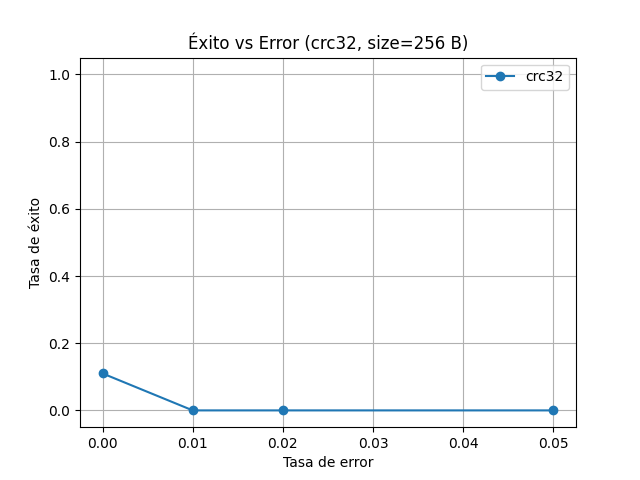 Éxito vs Error (crc32, size=256 B)
crc32
1.0
0.8
0.6
0.4
0.2
0.0
Tasa de éxito
0.00 0.01 0.02 0.03 0.04 0.05
Tasa de error